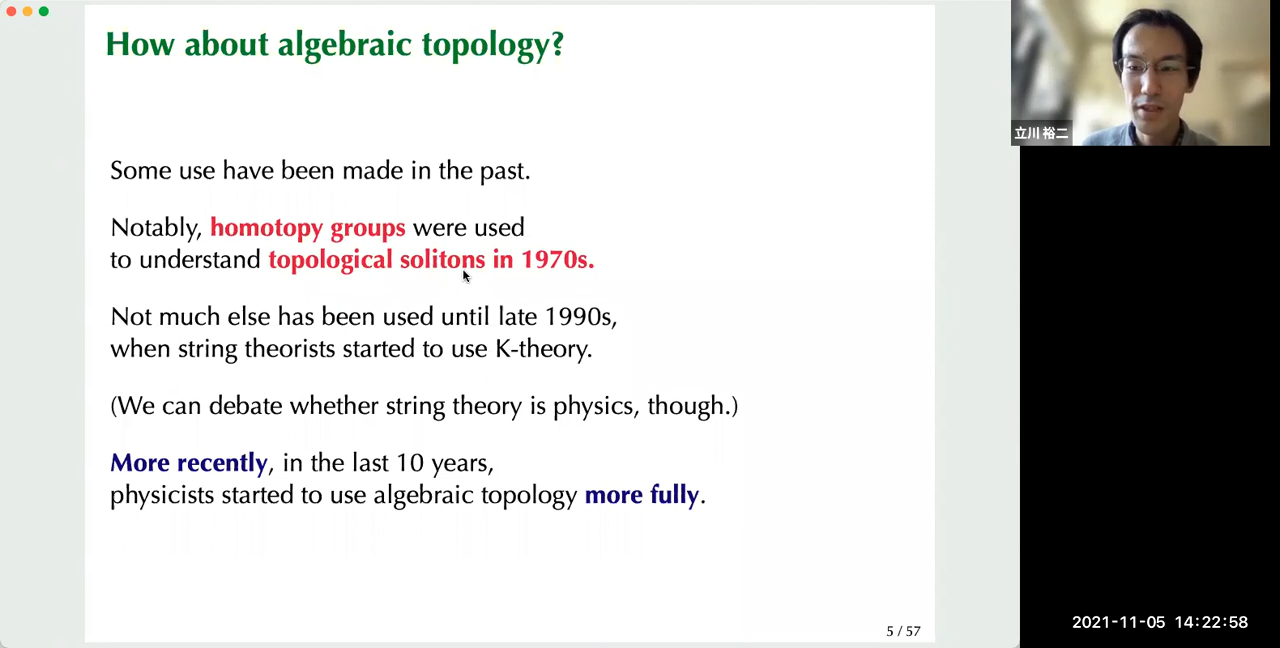 How about algebraic topology?
Some use have been made in the past.
Notably, homotopy groups were used
to understand topological solitons in 1970s.
Not much else has been used until late 1990s,
when string theorists started to use K-theory.
(We can debate whether string theory is physics, though.)
More recently, in the last 10 years,
physicists started to use algebraic topology more fully.
5 / 57
立川 裕二
2021-11-05 14:22:58